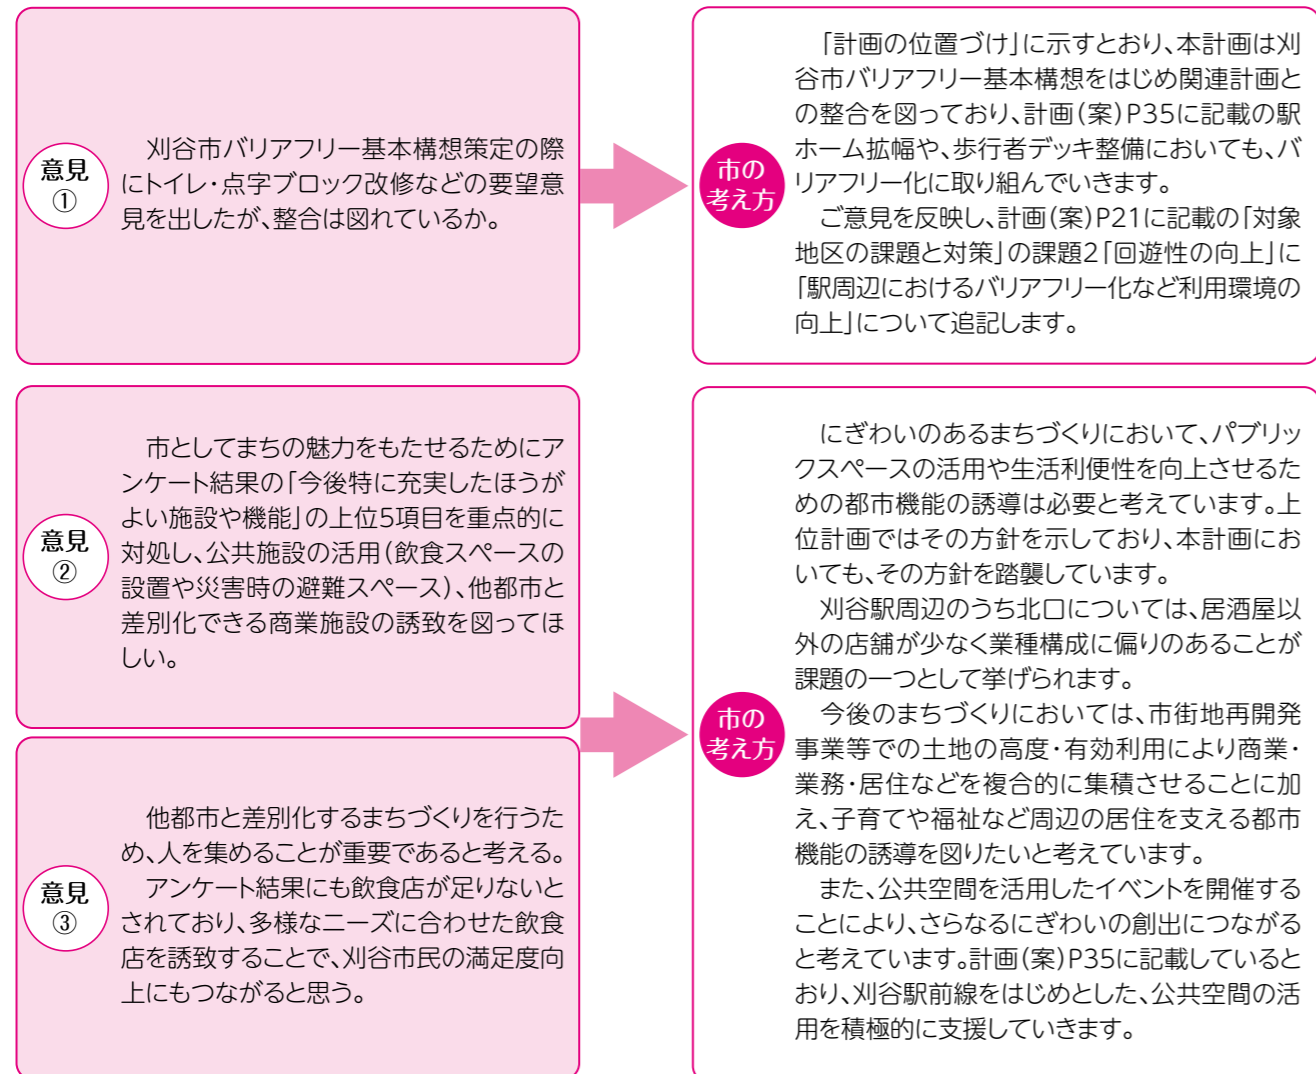 意見
①
刈谷市バリアフリー基本構想策定の際
にトイレ・点字ブロック改修などの要望意
見を出したが、整合は図れているか。
市の
考え方
「計画の位置づけ」に示すとおり、本計画は刈
谷市バリアフリー基本構想をはじめ関連計画と
の整合を図っており、計画（案）P35に記載の駅
ホーム拡幅や、歩行者デッキ整備においても、バ
リアフリー化に取り組んでいきます。
ご意見を反映し、計画（案）P21に記載の「対象
地区の課題と対策」の課題2「回遊性の向上」に
「駅周辺におけるバリアフリー化など利用環境の
向上」について追記します。
意見
②
市としてまちの魅力をもたせるためにア
ンケート結果の「今後特に充実したほうが
よい施設や機能」の上位5項目を重点的に
対処し、公共施設の活用（飲食スペースの
設置や災害時の避難スペース）、他都市と
差別化できる商業施設の誘致を図ってほ
しい。
意見
③
他都市と差別化するまちづくりを行うた
め、人を集めることが重要であると考える。
アンケート結果にも飲食店が足りないと
されており、多様なニーズに合わせた飲食
店を誘致することで、刈谷市民の満足度向
上にもつながると思う。
市の
考え方
にぎわいのあるまちづくりにおいて、パブリッ
クスペースの活用や生活利便性を向上させるた
めの都市機能の誘導は必要と考えています。上
位計画ではその方針を示しており、本計画にお
いても、その方針を踏襲しています。
刈谷駅周辺のうち北口については、居酒屋以
外の店舗が少なく業種構成に偏りのあることが
課題の一つとして挙げられます。
今後のまちづくりにおいては、市街地再開発
事業等での土地の高度・有効利用により商業・
業務・居住などを複合的に集積させることに加
え、子育てや福祉など周辺の居住を支える都市
機能の誘導を図りたいと考えています。
また、公共空間を活用したイベントを開催する
ことにより、さらなるにぎわいの創出につながる
と考えています。計画（案）P35に記載していると
おり、刈谷駅前線をはじめとした、公共空間の活
用を積極的に支援していきます。